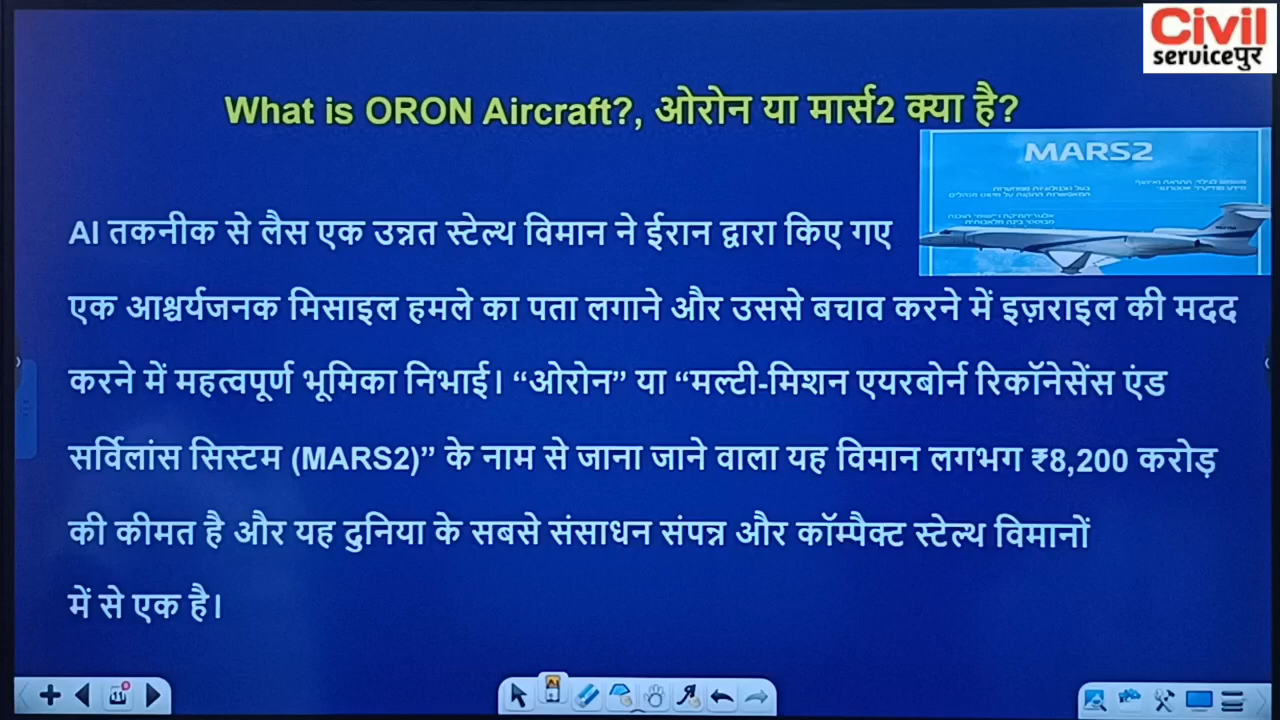 Civil
serviceपुर
What is ORON Aircraft?, ओरोन या मार्स2 क्या है?
MARS2
AI तकनीक से लैस एक उन्नत स्टेल्थ विमान ने ईरान द्वारा किए गए
एक आश्चर्यजनक मिसाइल हमले का पता लगाने और उससे बचाव करने में इज़राइल की मदद
करने में महत्वपूर्ण भूमिका निभाई। “ओरोन” या “मल्टी-मिशन एयरबोर्न रिकॉनेसेंस एंड
सर्विलांस सिस्टम (MARS2)” के नाम से जाना जाने वाला यह विमान लगभग ₹8,200 करोड़
की कीमत है और यह दुनिया के सबसे संसाधन संपन्न और कॉम्पैक्ट स्टेल्थ विमानों
में से एक है।
11